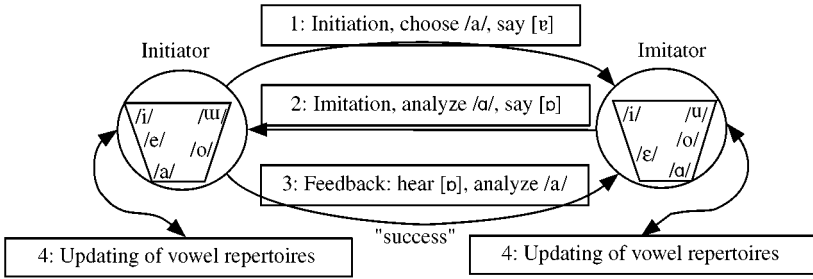 1: Initiation, choose /a/, say [ɐ]
Initiator
Imitator
2: Imitation, analyze /ɑ/, say [ɒ]
/i/
/ɯ/
/e/
/o/
/a/
/i/
/u/
/o/
/ɛ/
/ɑ/
3: Feedback: hear [ɒ], analyze /a/
"success"
4: Updating of vowel repertoires
4: Updating of vowel repertoires